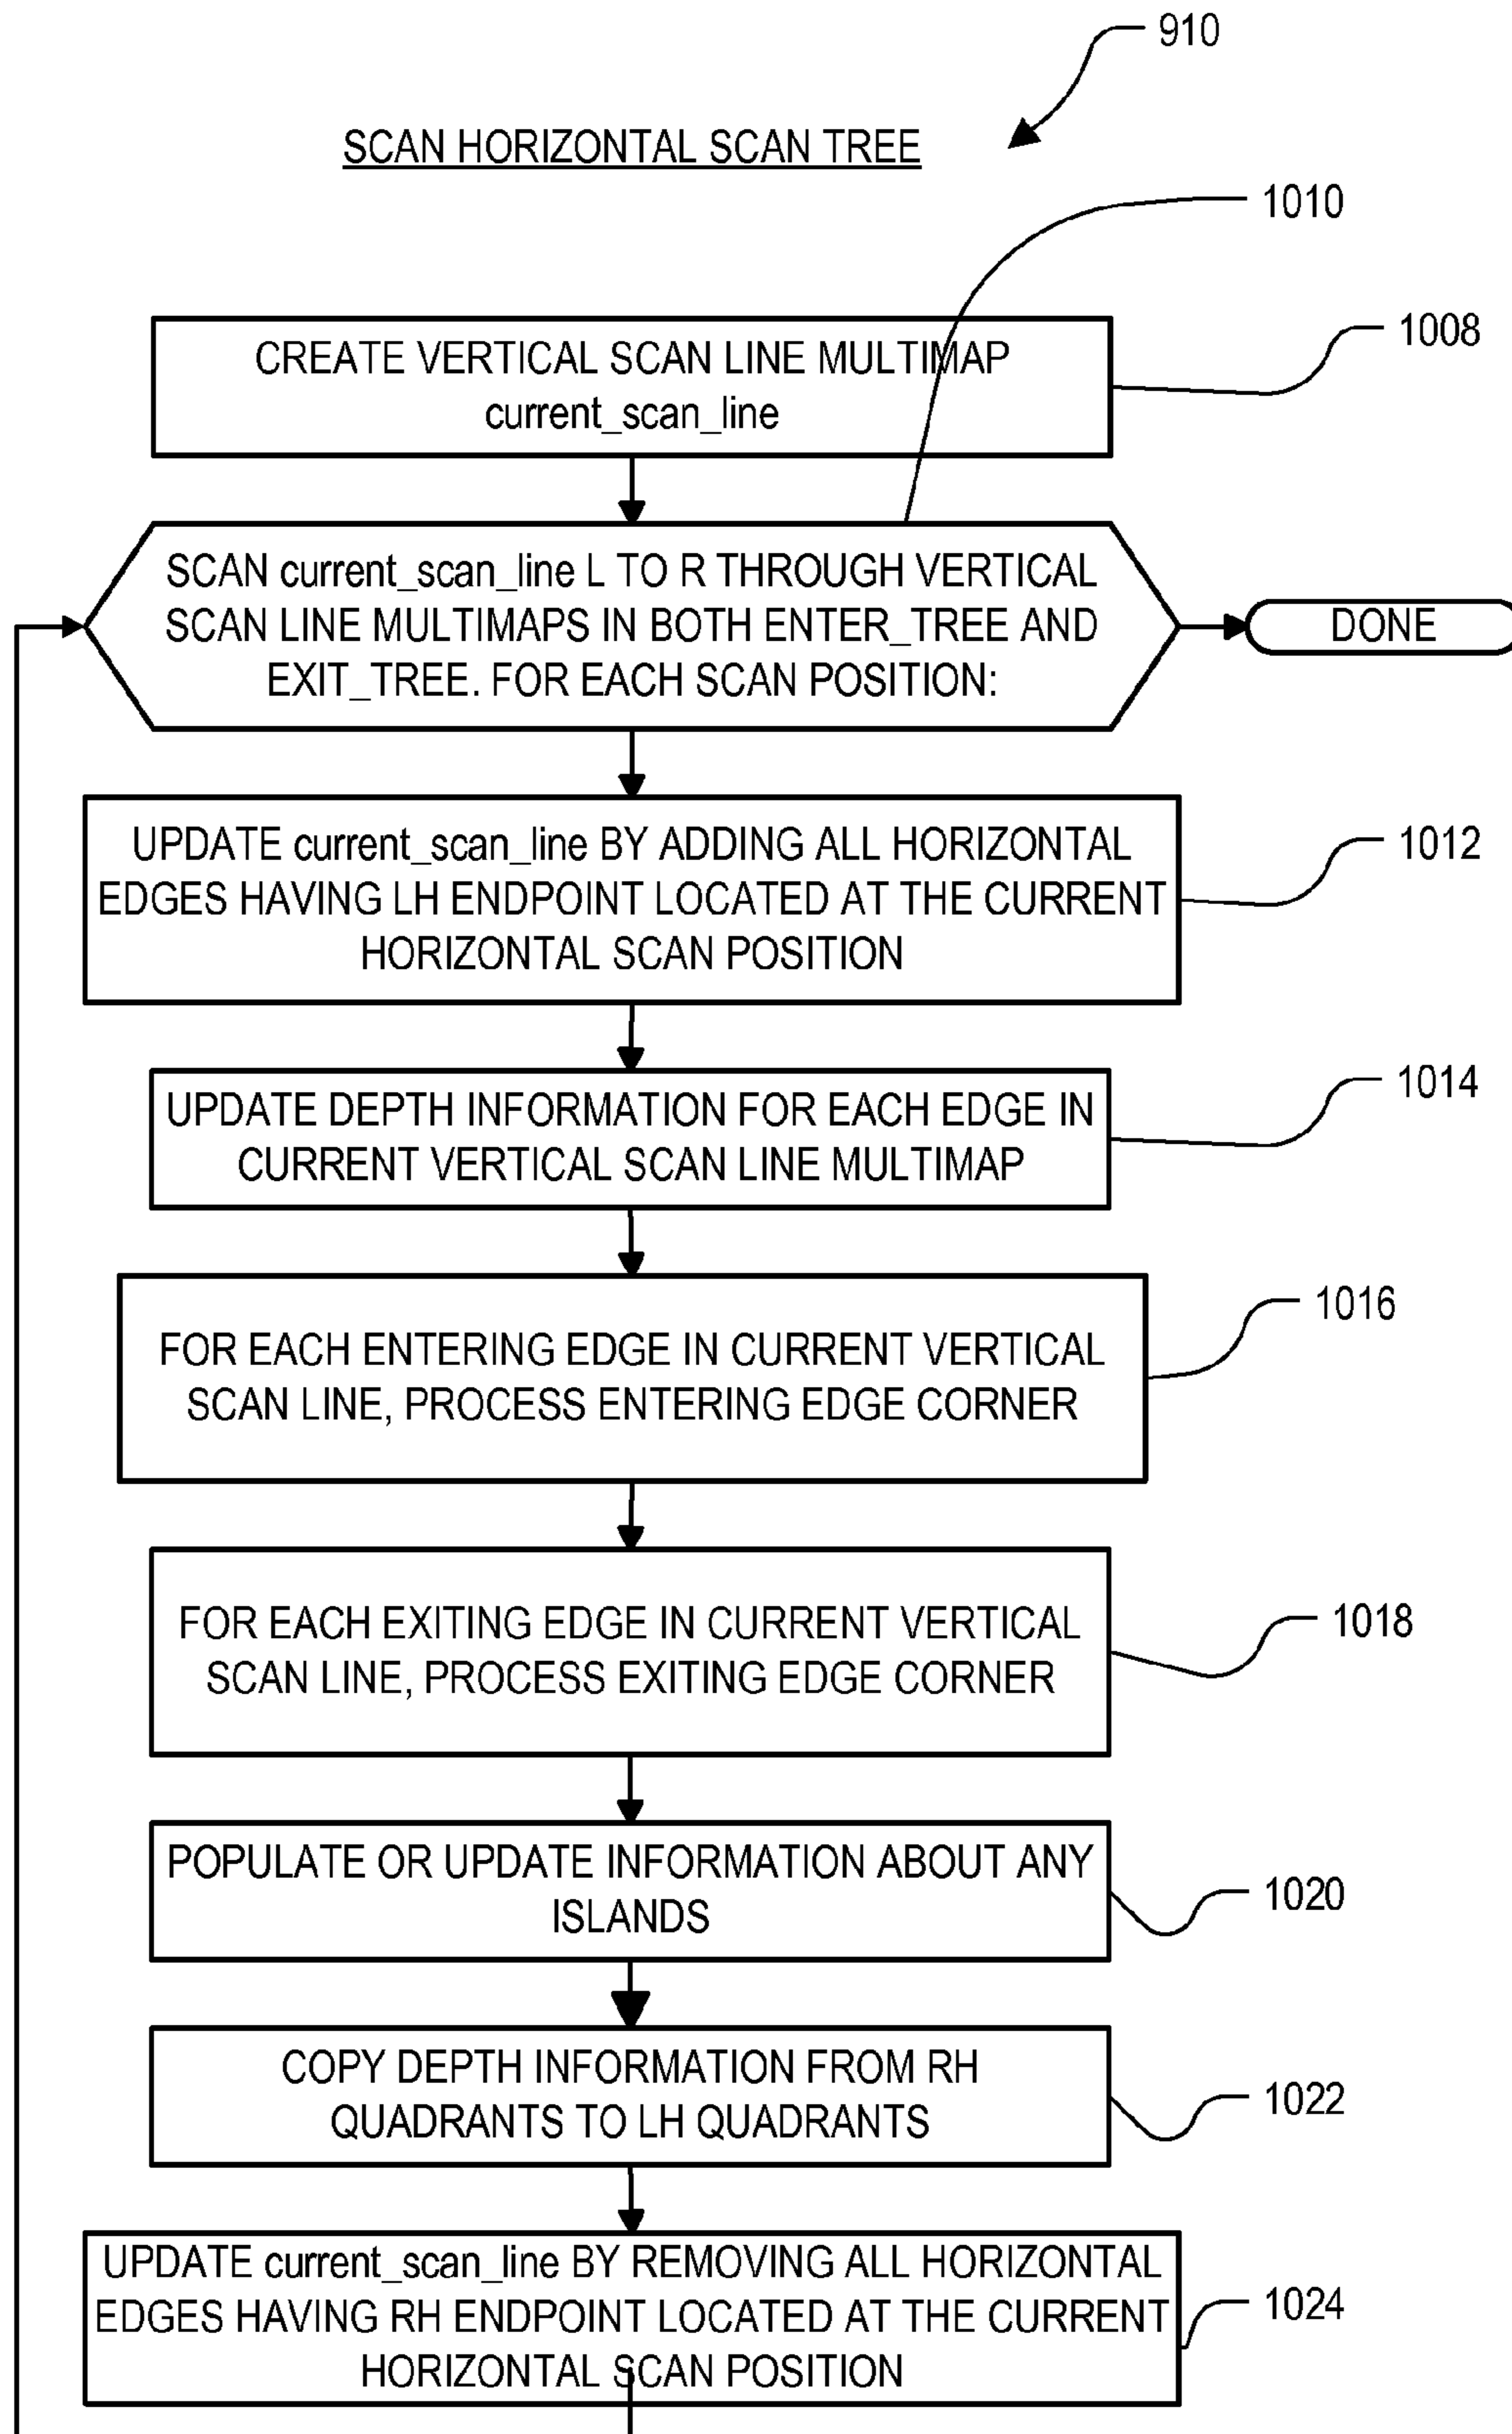 910
SCAN HORIZONTAL SCAN TREE
1010
1008
CREATE VERTICAL SCAN LINE MULTIMAP
current_scan_line
SCAN current_scan_line L TO R THROUGH VERTICAL
SCAN LINE MULTIMAPS IN BOTH ENTER_TREE AND
EXIT_TREE. FOR EACH SCAN POSITION:
DONE
UPDATE current_scan_line BY ADDING ALL HORIZONTAL
EDGES HAVING LH ENDPOINT LOCATED AT THE CURRENT
HORIZONTAL SCAN POSITION
1012
UPDATE DEPTH INFORMATION FOR EACH EDGE IN
CURRENT VERTICAL SCAN LINE MULTIMAP
1014
FOR EACH ENTERING EDGE IN CURRENT VERTICAL
SCAN LINE, PROCESS ENTERING EDGE CORNER
1016
FOR EACH EXITING EDGE IN CURRENT VERTICAL
SCAN LINE, PROCESS EXITING EDGE CORNER
1018
POPULATE OR UPDATE INFORMATION ABOUT ANY
ISLANDS
1020
COPY DEPTH INFORMATION FROM RH
QUADRANTS TO LH QUADRANTS
1022
UPDATE current_scan_line BY REMOVING ALL HORIZONTAL
EDGES HAVING RH ENDPOINT LOCATED AT THE CURRENT
HORIZONTAL SCAN POSITION
1024